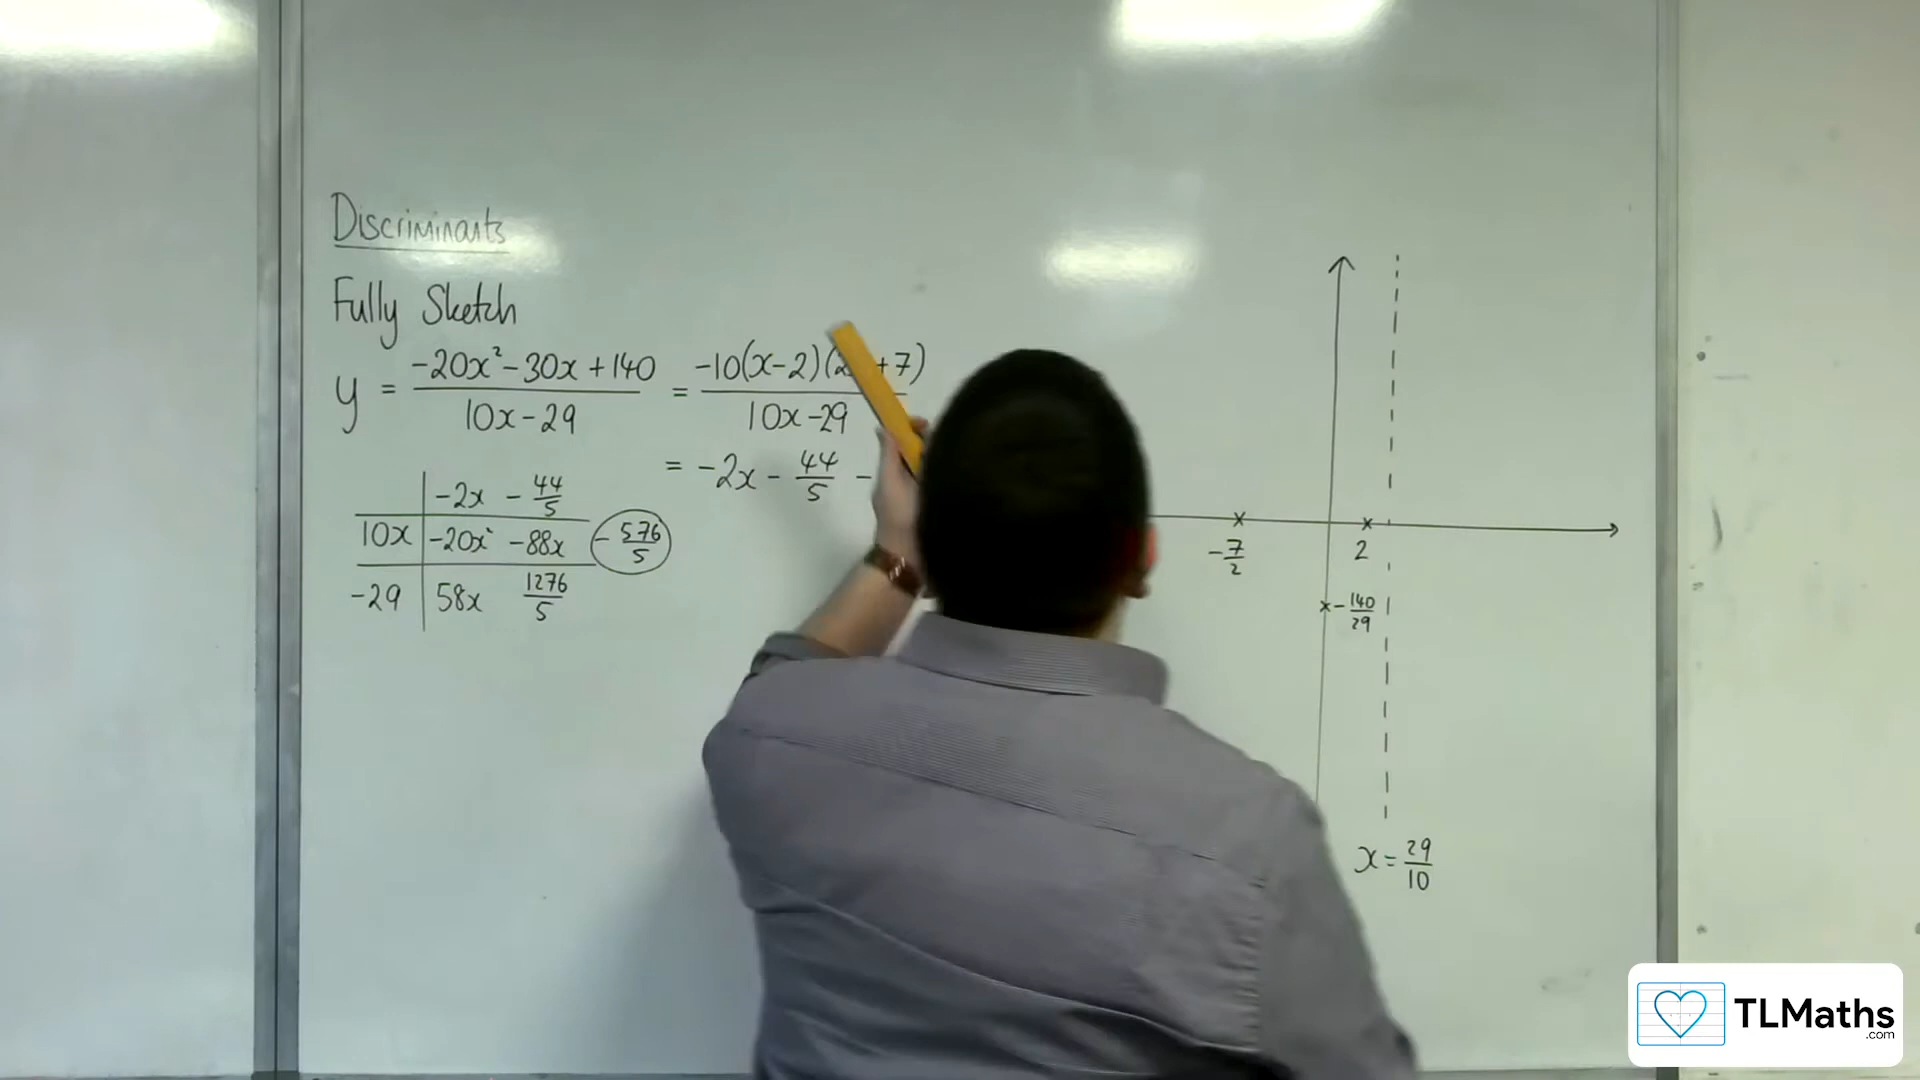 Discriminants
Fully Sketch
y = (-20x² - 30x + 140)/(10x - 29) = -10(x-2)(2 +7)/(10x - 29)
= -2x - 44/5 -
-2x - 44/5
10x -20x² -88x - 576/5
-29 58x 1276/5
-7/2
2
-140/29
x = 29/10
TLMaths
.com